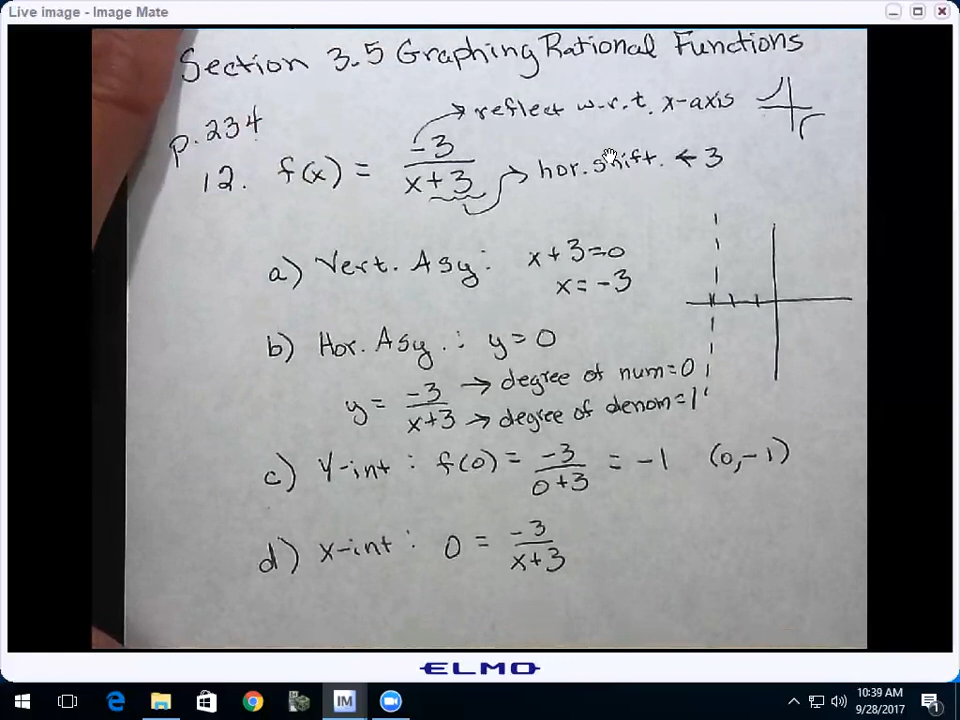 Live image - Image Mate
Section 3.5 Graphing Rational Functions
p.234
→ reflect w.r.t. x-axis
12. f(x) = -3/(x+3) → hor. shift. ← 3
a) Vert. Asy: x+3=0
x=-3
b) Hor. Asy.: y=0
y = -3/(x+3) → degree of num=0
→ degree of denom=1
c) Y-int: f(0) = -3/(0+3) = -1 (0,-1)
d) x-int: 0 = -3/(x+3)
ELMO
IM
10:39 AM
9/28/2017
1